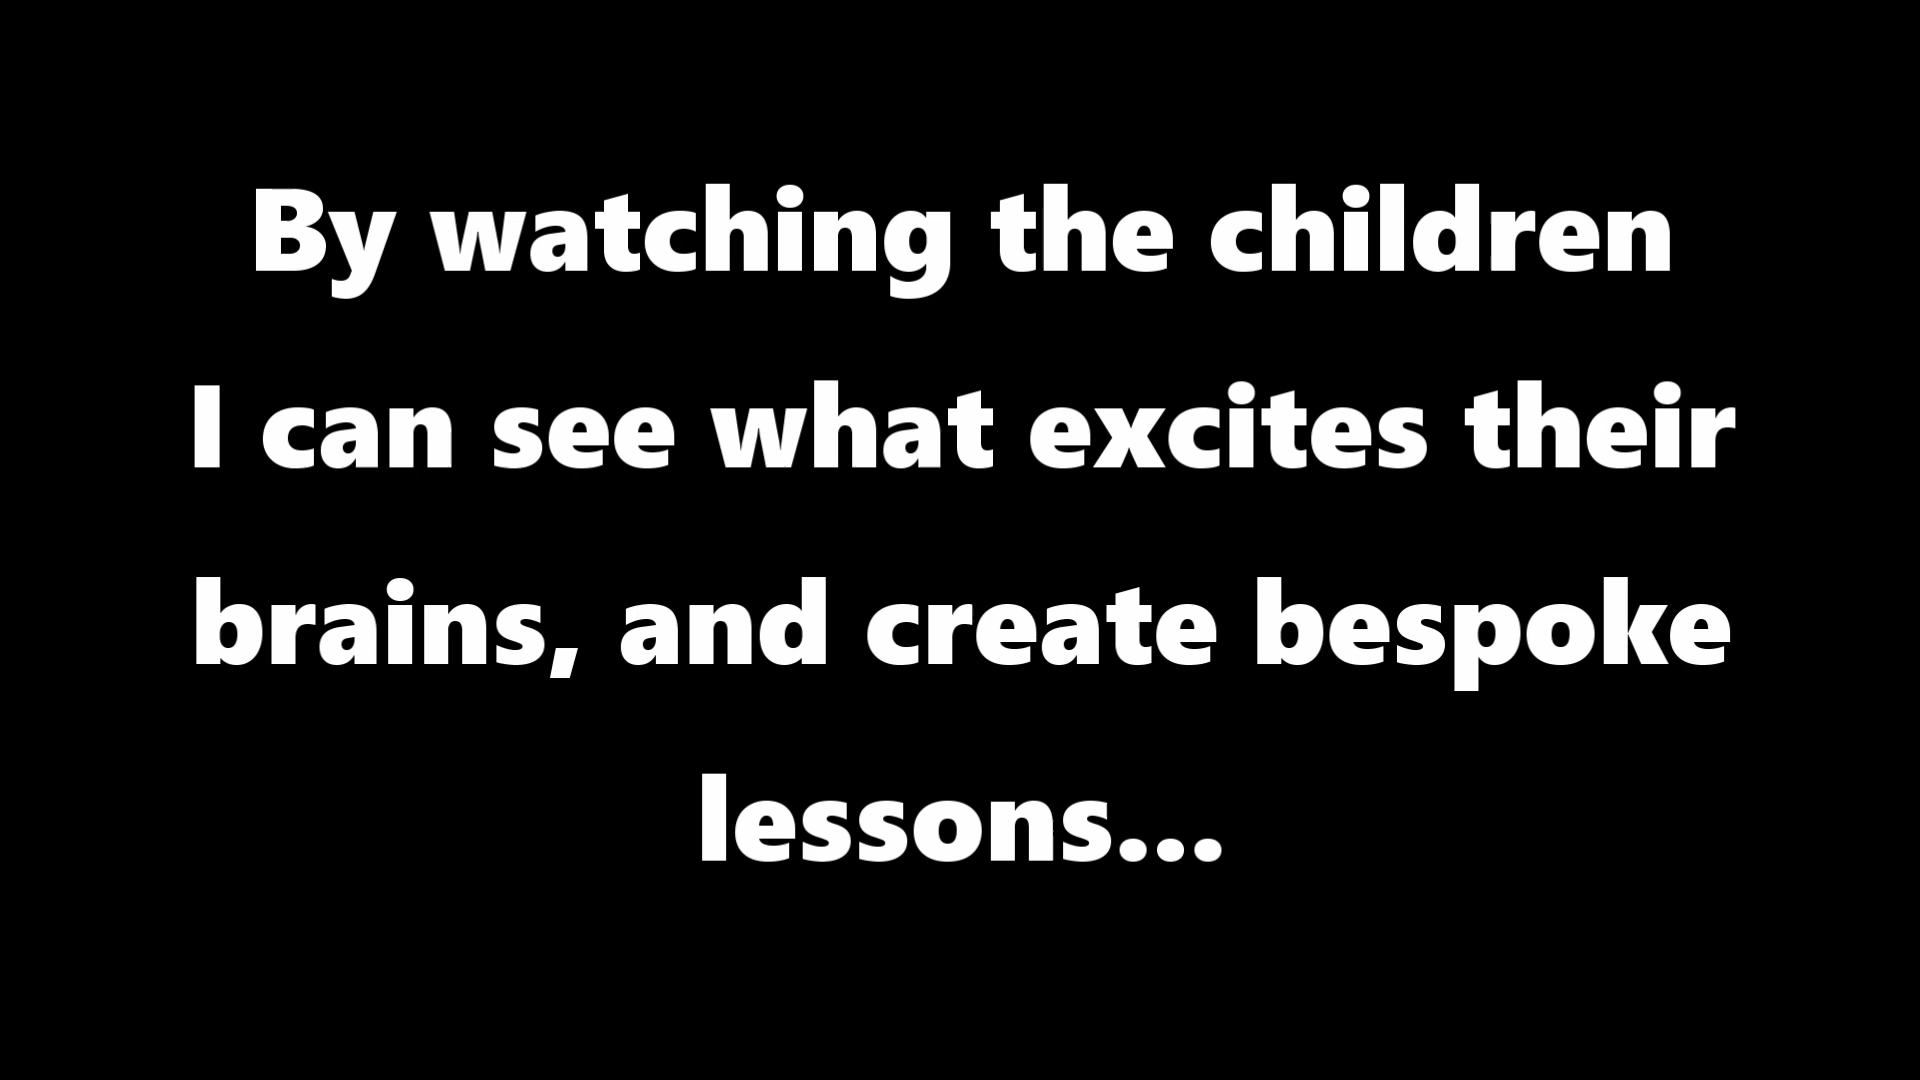 By watching the children
I can see what excites their
brains, and create bespoke
lessons...